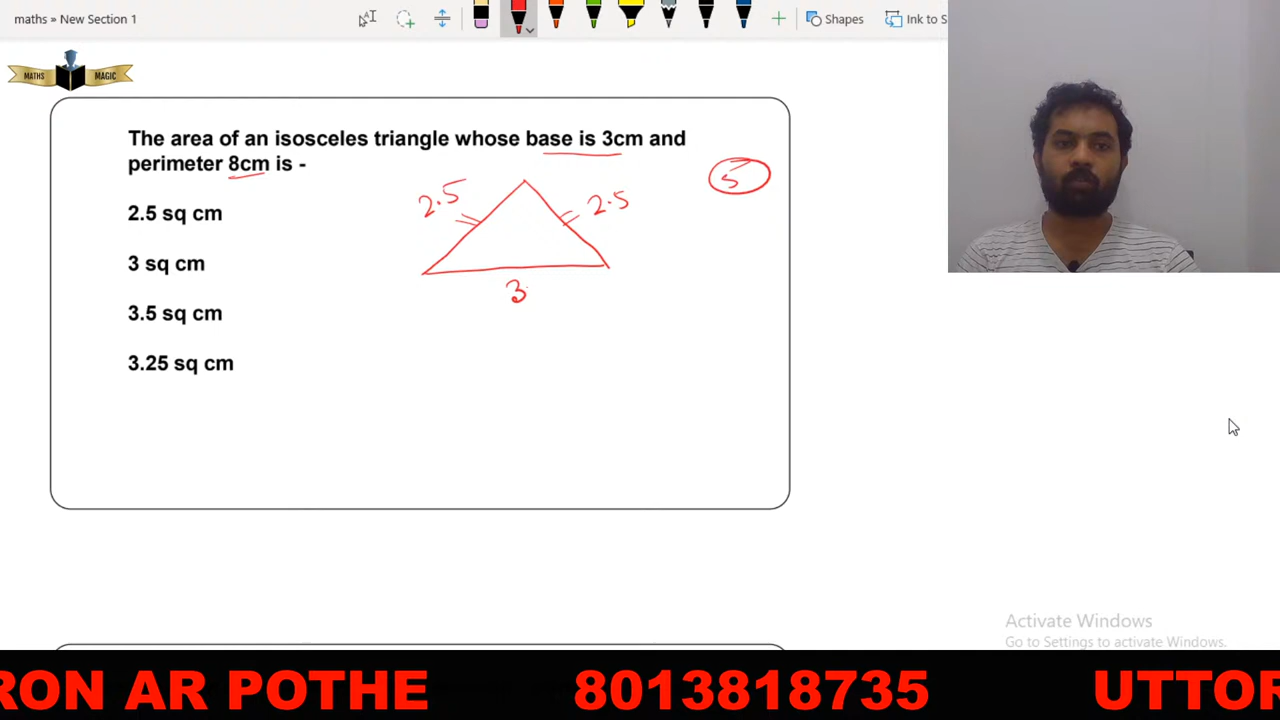 maths » New Section 1
Shapes
Ink to S
MATHS
MAGIC
The area of an isosceles triangle whose base is 3cm and
perimeter 8cm is -
5
2.5
2.5
2.5 sq cm
3 sq cm
3
3.5 sq cm
3.25 sq cm
Activate Windows
Go to Settings to activate Windows.
RON AR POTHE 8013818735 UTTOR